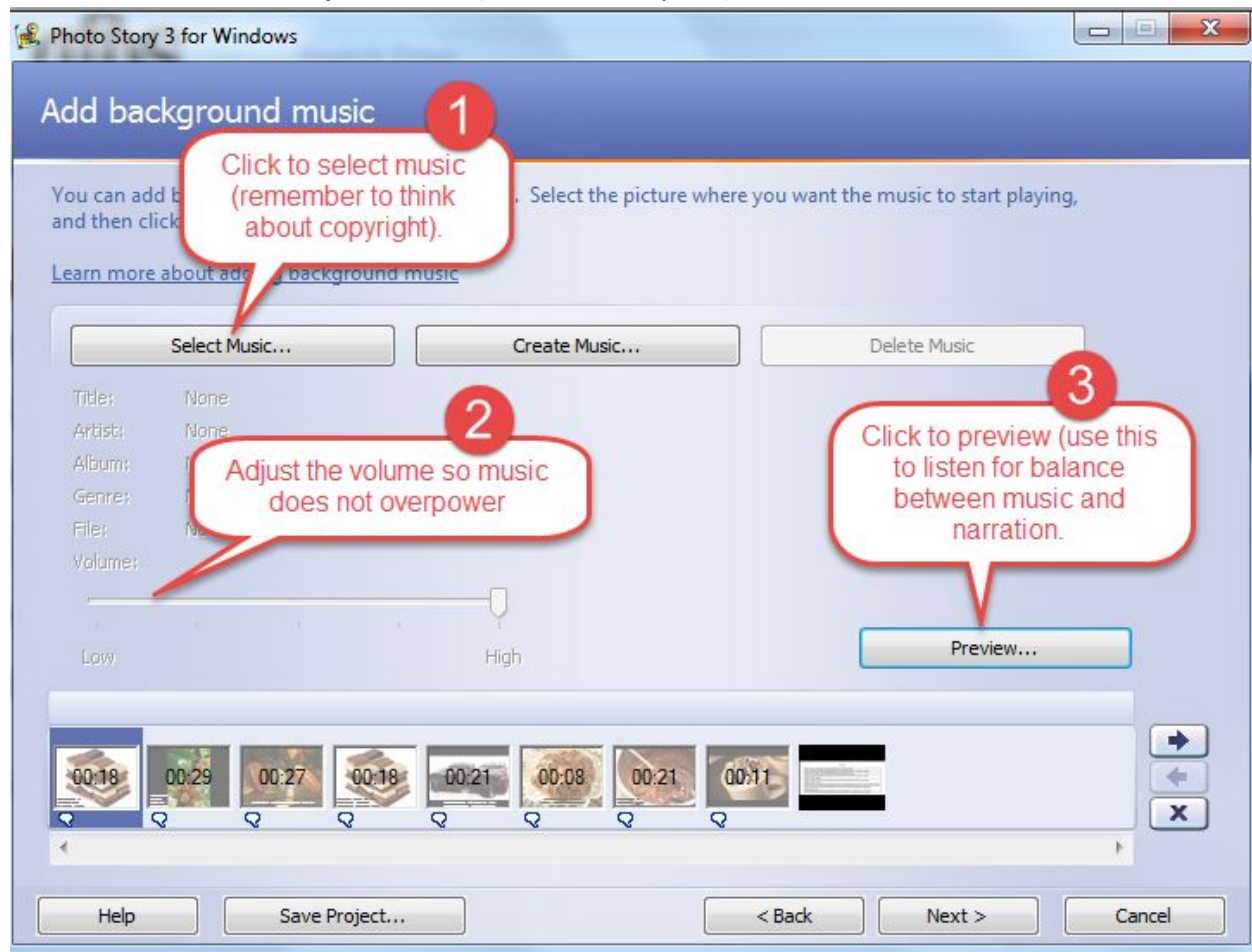 Photo Story 3 for Windows
Add background music
1
Click to select music
(remember to think
about copyright).
You can add b . Select the picture where you want the music to start playing,
and then click
Learn more about adding background music
Select Music...
Create Music...
Delete Music
Title: None
Artist: None
Album:
Genre:
File:
Volume:
2
Adjust the volume so music
does not overpower
3
Click to preview (use this
to listen for balance
between music and
narration.
Low
High
Preview...
00:18 00:29 00:27 00:18 00:21 00:08 00:21 00:11
Help
Save Project...
< Back
Next >
Cancel